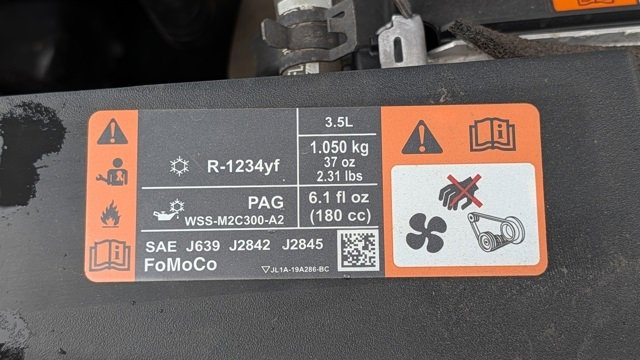 3.5L
R-1234yf
1.050 kg
37 oz
2.31 lbs
PAG
WSS-M2C300-A2
6.1 fl oz
(180 cc)
SAE J639 J2842 J2845
FoMoCo
JL1A-19A286-BC